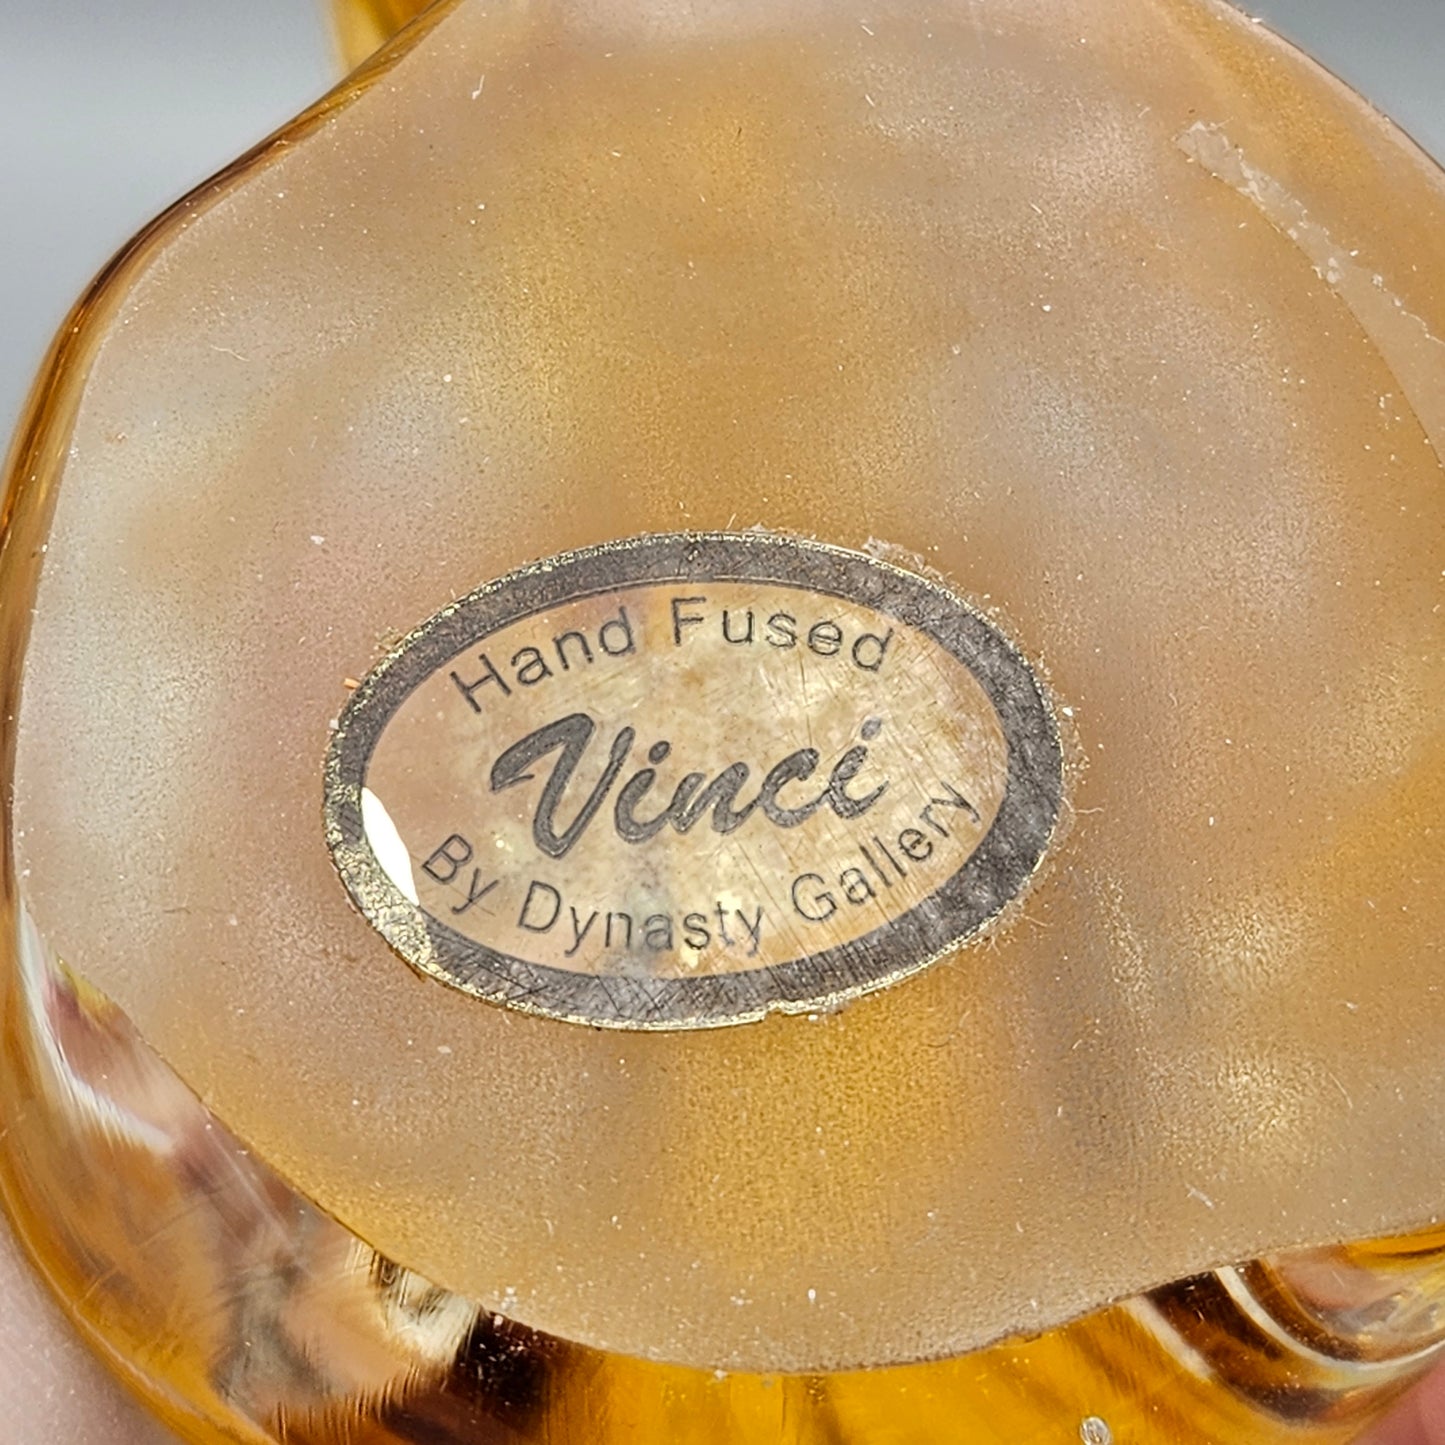 Hand Fused
Vinci
By Dynasty Gallery